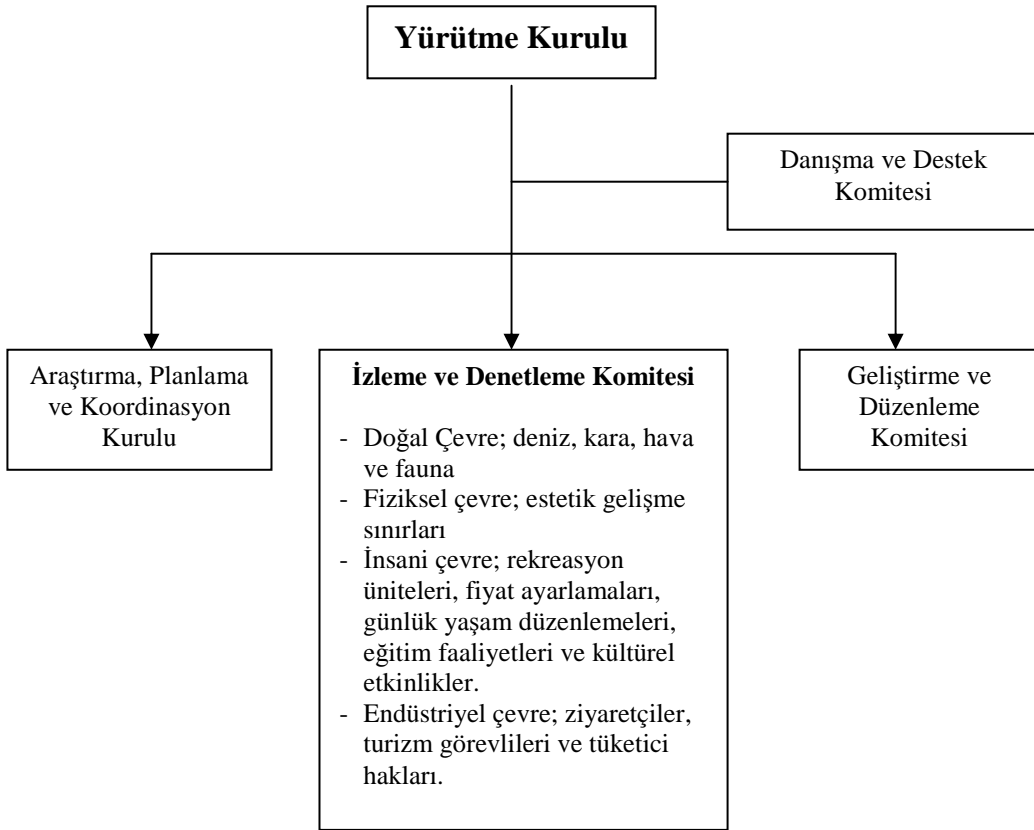 Yürütme Kurulu
Danışma ve Destek
Komitesi
Araştırma, Planlama
ve Koordinasyon
Kurulu
İzleme ve Denetleme Komitesi
- Doğal Çevre; deniz, kara, hava
ve fauna
- Fiziksel çevre; estetik gelişme
sınırları
- İnsani çevre; rekreasyon
üniteleri, fiyat ayarlamaları,
günlük yaşam düzenlemeleri,
eğitim faaliyetleri ve kültürel
etkinlikler.
- Endüstriyel çevre; ziyaretçiler,
turizm görevlileri ve tüketici
hakları.
Geliştirme ve
Düzenleme
Komitesi